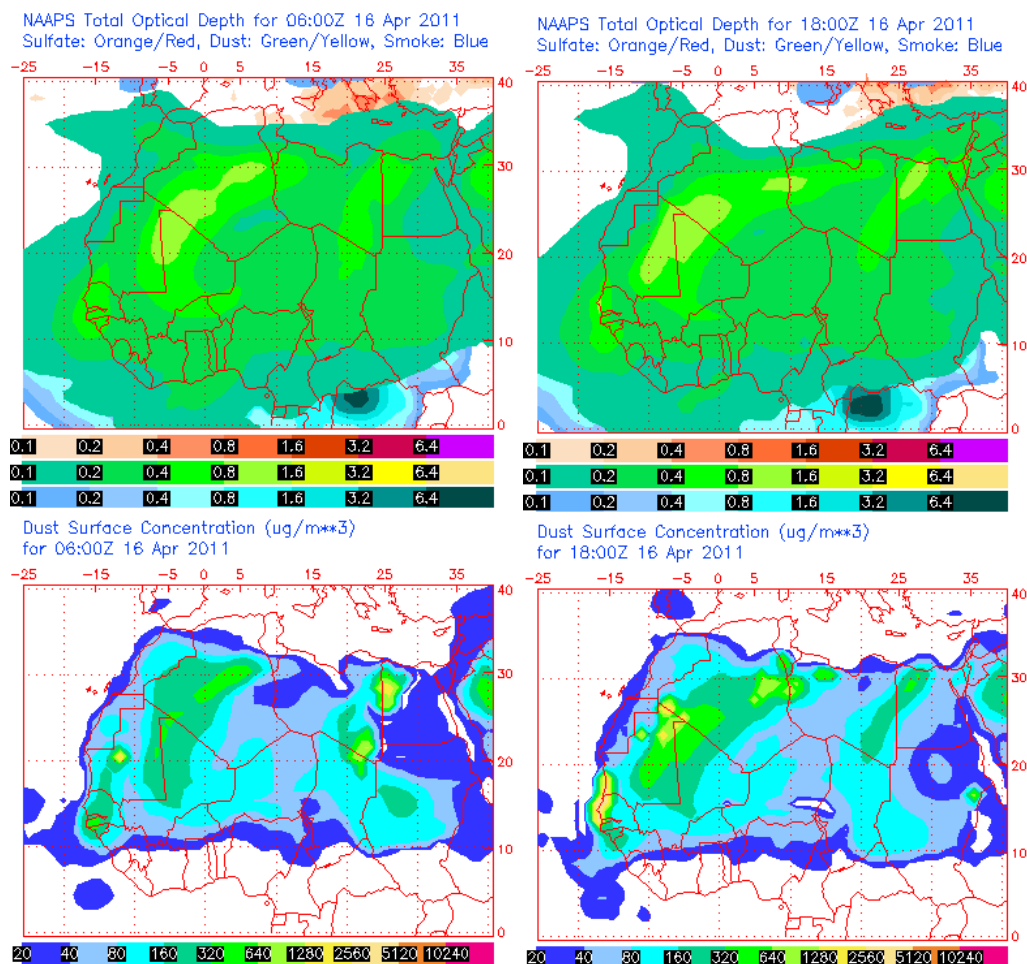 NAAPS Total Optical Depth for 06:00Z 16 Apr 2011
Sulfate: Orange/Red, Dust: Green/Yellow, Smoke: Blue
-15 -5 0 5 15 25 35
40
30
20
10
0
0.1 0.2 0.4 0.8 1.6 3.2 6.4
0.1 0.2 0.4 0.8 1.6 3.2 6.4
0.1 0.2 0.4 0.8 1.6 3.2 6.4
NAAPS Total Optical Depth for 18:00Z 16 Apr 2011
Sulfate: Orange/Red, Dust: Green/Yellow, Smoke: Blue
-25 -15 -5 0 5 15 25 35
40
30
20
10
0
0.1 0.2 0.4 0.8 1.6 3.2 6.4
0.1 0.2 0.4 0.8 1.6 3.2 6.4
0.1 0.2 0.4 0.8 1.6 3.2 6.4
Dust Surface Concentration (ug/m**3)
for 06:00Z 16 Apr 2011
-25 -15 -5 0 5 15 25 35
40
30
20
10
0
20 40 80 160 320 640 1280 2560 5120 10240
Dust Surface Concentration (ug/m**3)
for 18:00Z 16 Apr 2011
-25 -15 -5 0 5 15 25 35
40
30
20
10
0
20 40 80 160 320 640 1280 2560 5120 10240